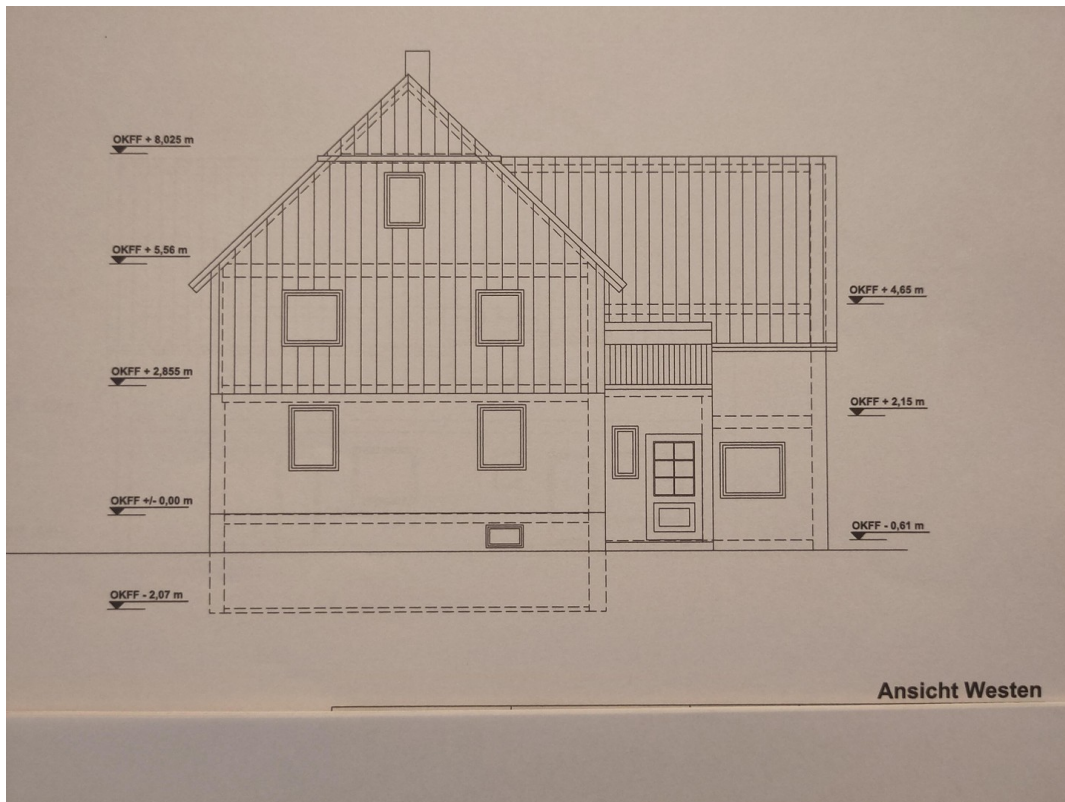 OKFF + 8,025 m
OKFF + 5,56 m
OKFF + 4,65 m
OKFF + 2,855 m
OKFF + 2,15 m
OKFF +/- 0,00 m
OKFF - 0,61 m
OKFF - 2,07 m
Ansicht Westen